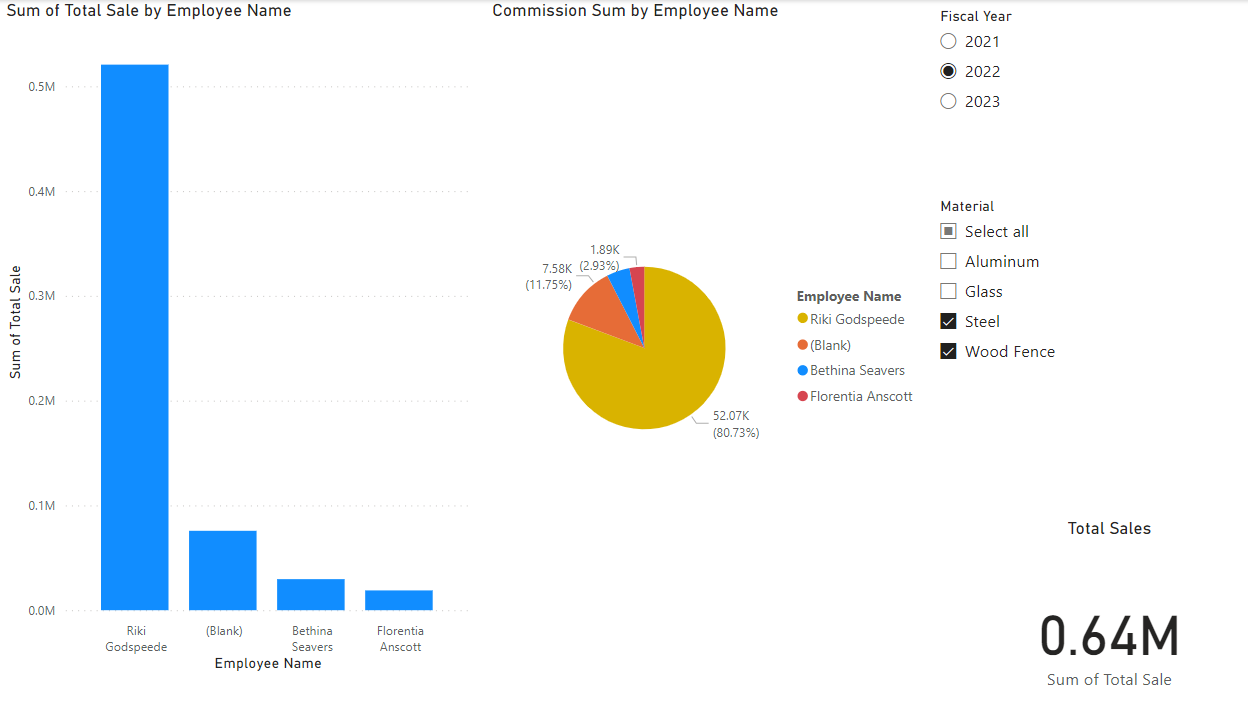 Sum of Total Sale by Employee Name
Sum of Total Sale
0.5M
0.4M
0.3M
0.2M
0.1M
0.0M
Riki
Godspeede
(Blank)
Bethina
Seavers
Florentia
Anscott
Employee Name
Commission Sum by Employee Name
1.89K
(2.93%)
7.58K
(11.75%)
52.07K
(80.73%)
Employee Name
Riki Godspeede
(Blank)
Bethina Seavers
Florentia Anscott
Fiscal Year
2021
2022
2023
Material
Select all
Aluminum
Glass
Steel
Wood Fence
Total Sales
0.64M
Sum of Total Sale